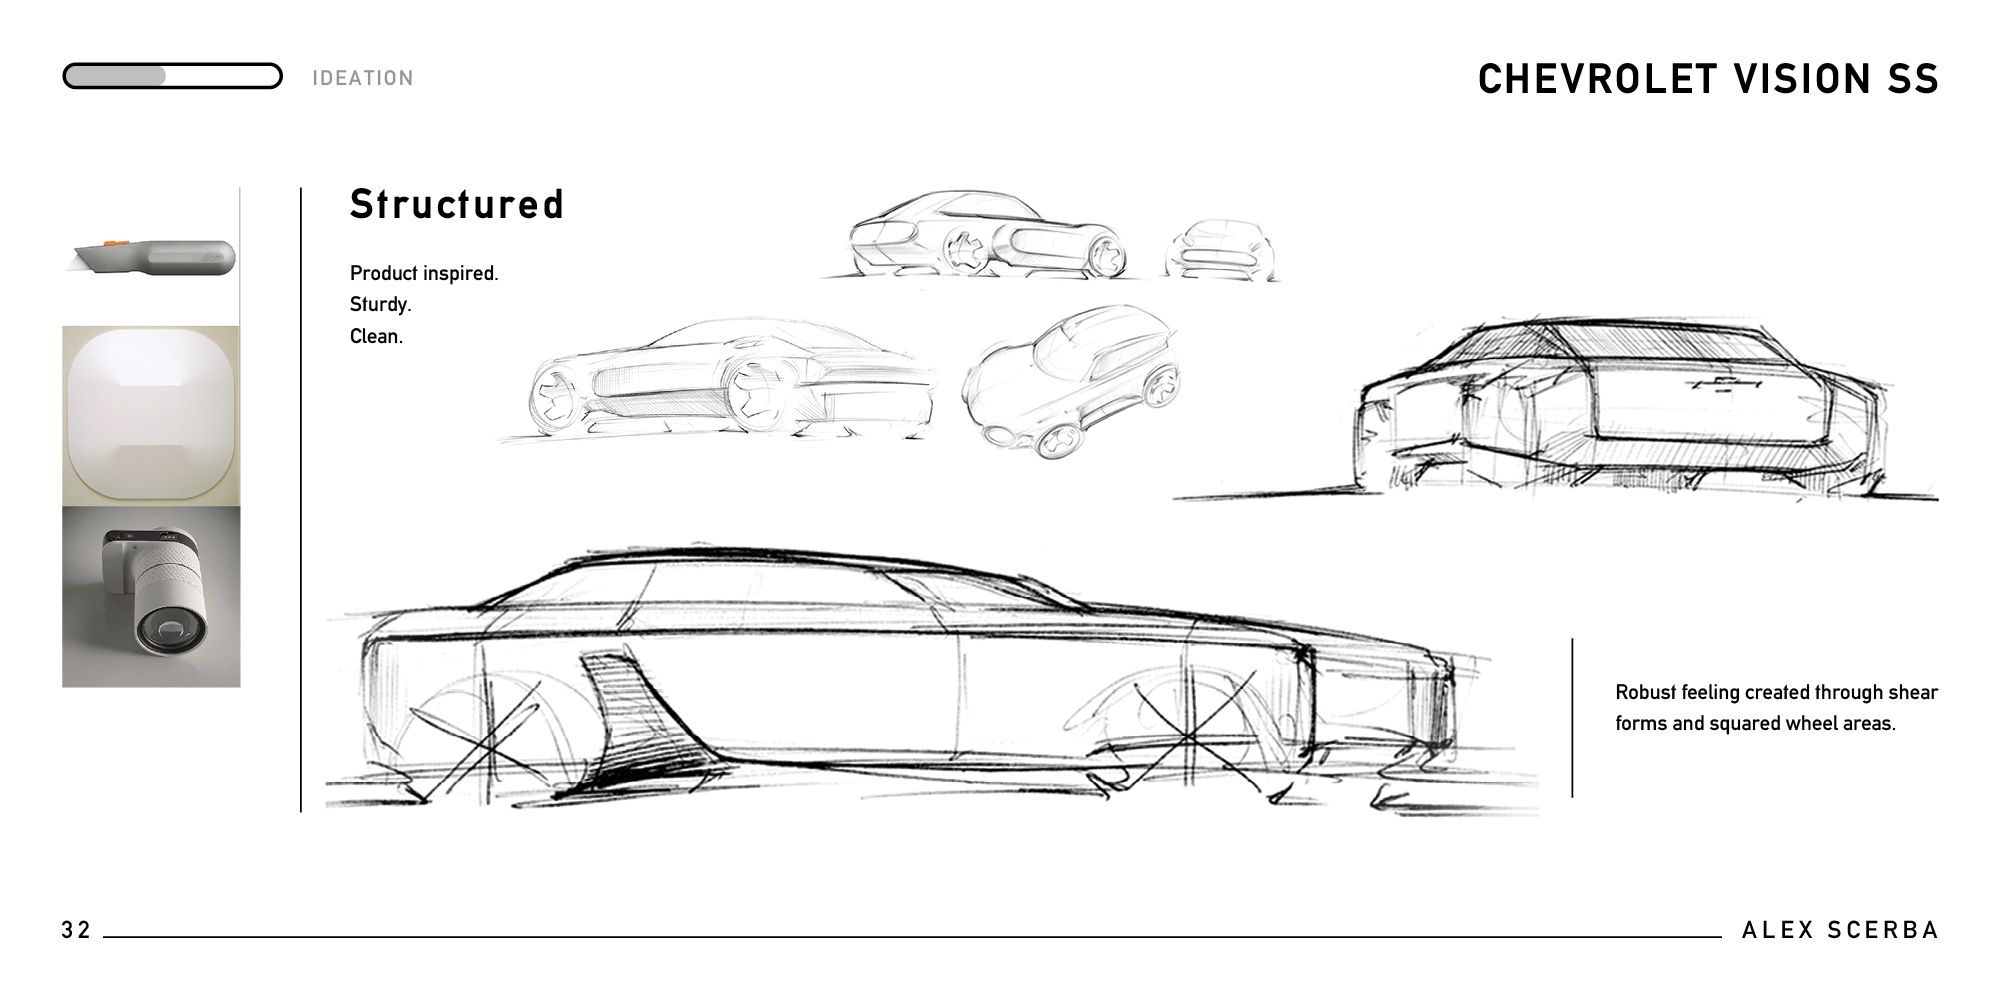 IDEATION
CHEVROLET VISION SS
Structured
Product inspired.
Sturdy.
Clean.
Robust feeling created through shear
forms and squared wheel areas.
32
ALEX SCERBA